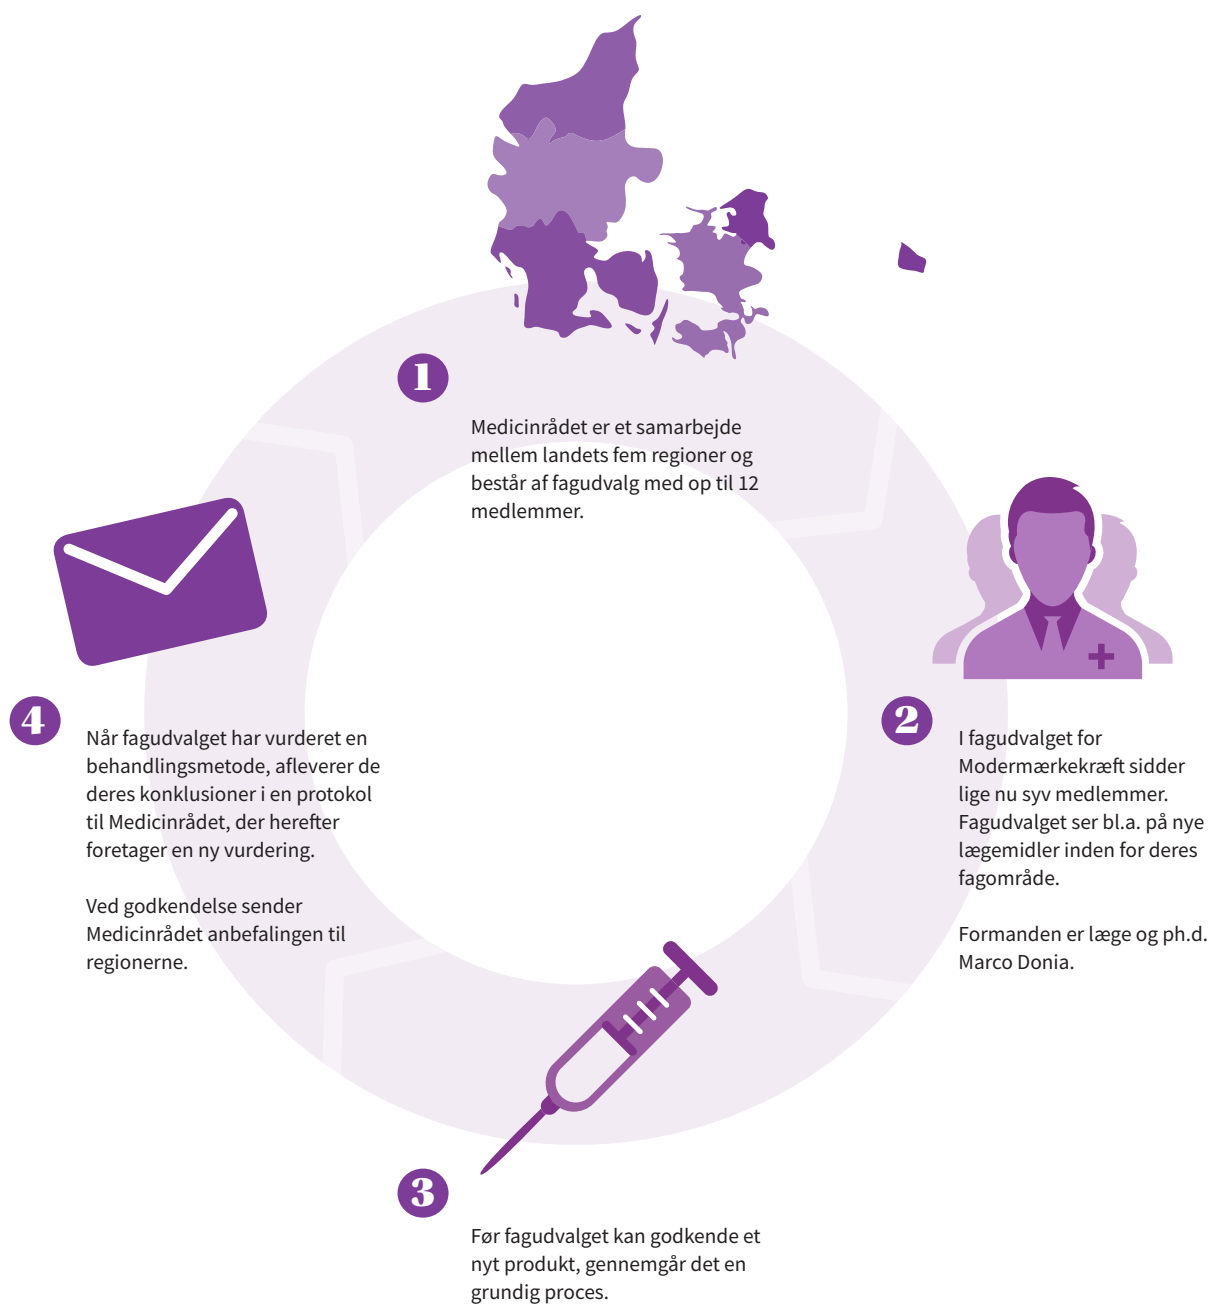 1
Medicinrådet er et samarbejde
mellem landets fem regioner og
består af fagudvalg med op til 12
medlemmer.
2
I fagudvalget for
Modermærkekræft sidder
lige nu syv medlemmer.
Fagudvalget ser bl.a. på nye
lægemidler inden for deres
fagområde.
Formanden er læge og ph.d.
Marco Donia.
3
Før fagudvalget kan godkende et
nyt produkt, gennemgår det en
grundig proces.
4
Når fagudvalget har vurderet en
behandlingsmetode, afleverer de
deres konklusioner i en protokol
til Medicinrådet, der herefter
foretager en ny vurdering.
Ved godkendelse sender
Medicinrådet anbefalingen til
regionerne.